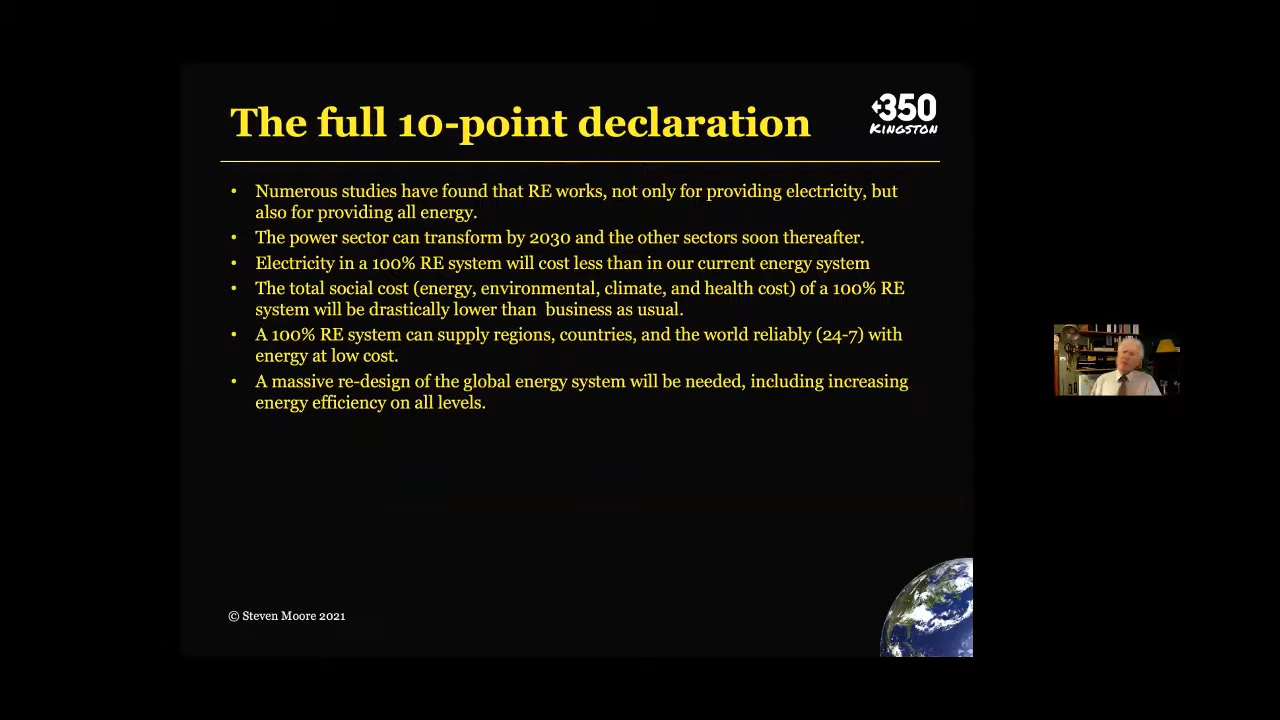 The full 10-point declaration
350
KINGSTON
• Numerous studies have found that RE works, not only for providing electricity, but
also for providing all energy.
• The power sector can transform by 2030 and the other sectors soon thereafter.
• Electricity in a 100% RE system will cost less than in our current energy system
• The total social cost (energy, environmental, climate, and health cost) of a 100% RE
system will be drastically lower than  business as usual.
• A 100% RE system can supply regions, countries, and the world reliably (24-7) with
energy at low cost.
• A massive re-design of the global energy system will be needed, including increasing
energy efficiency on all levels.
© Steven Moore 2021